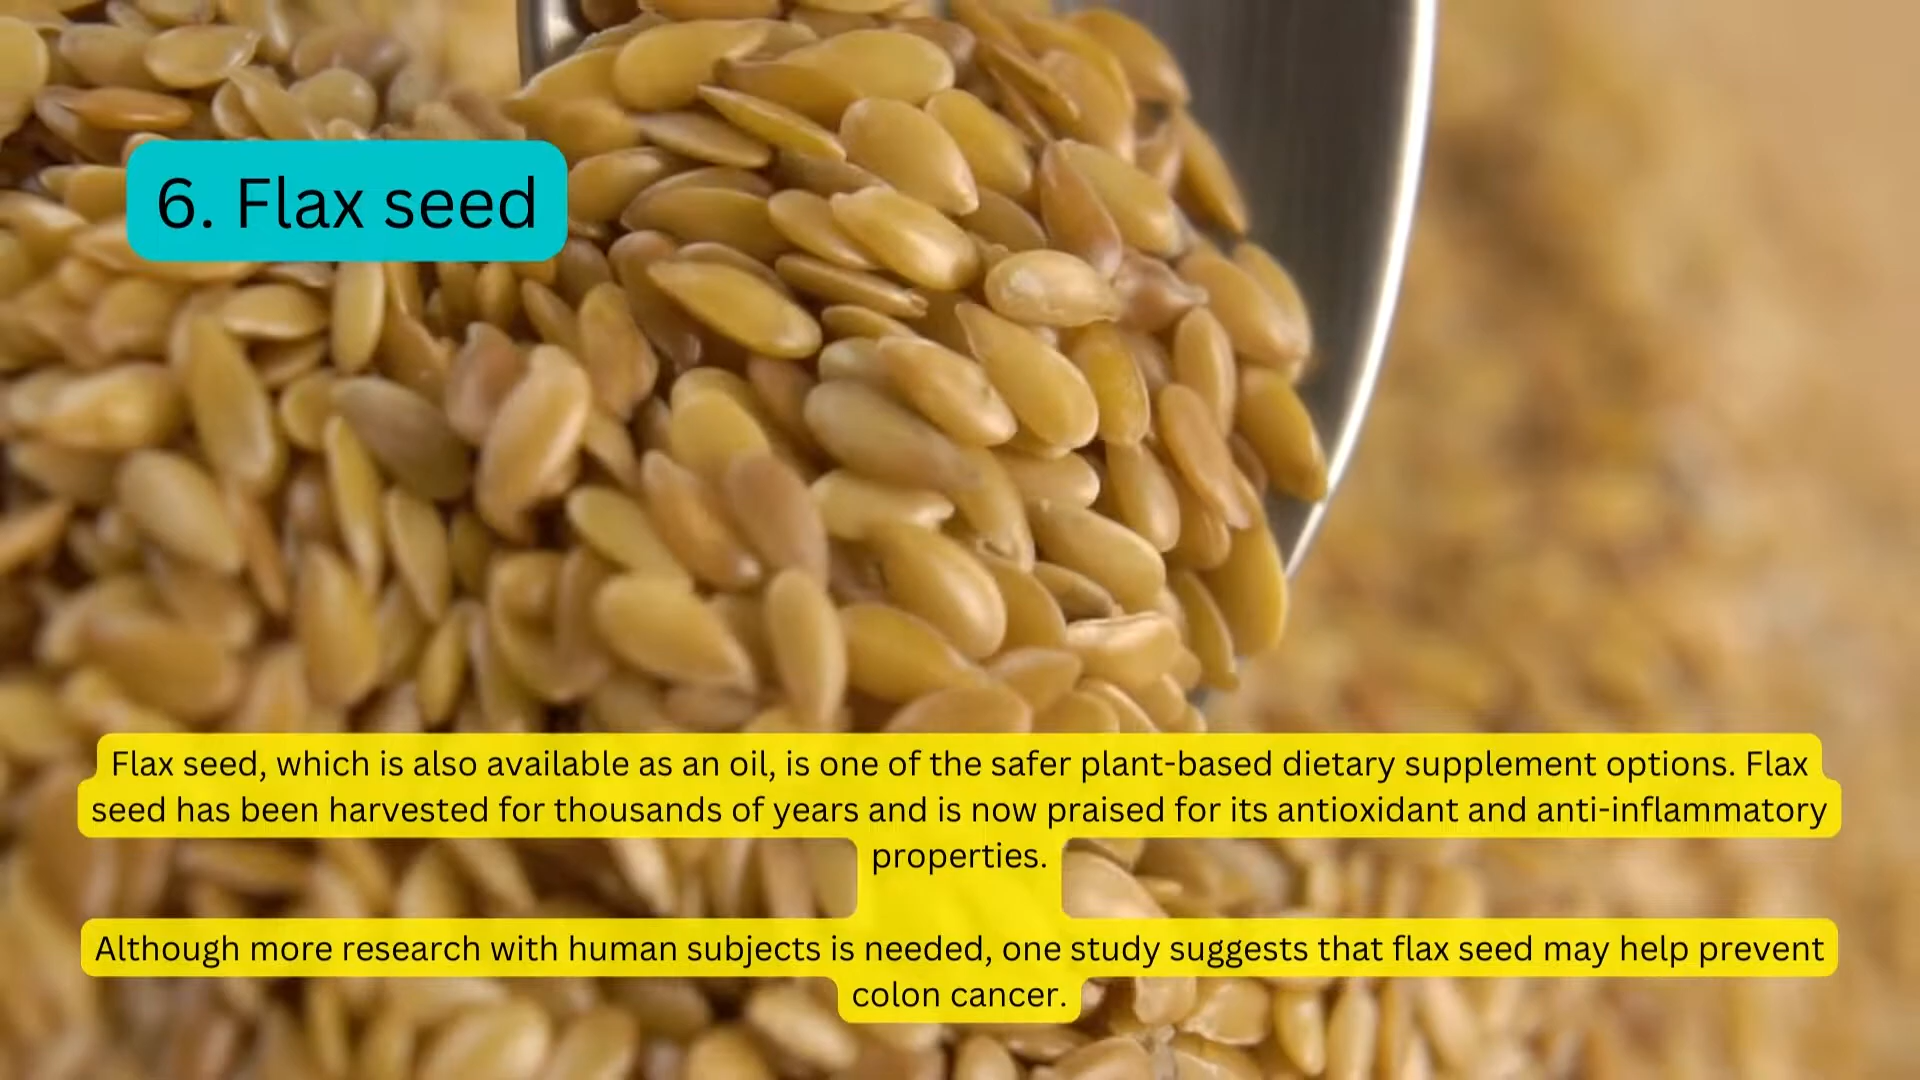 6. Flax seed
Flax seed, which is also available as an oil, is one of the safer plant-based dietary supplement options. Flax
seed has been harvested for thousands of years and is now praised for its antioxidant and anti-inflammatory
properties.
Although more research with human subjects is needed, one study suggests that flax seed may help prevent
colon cancer.